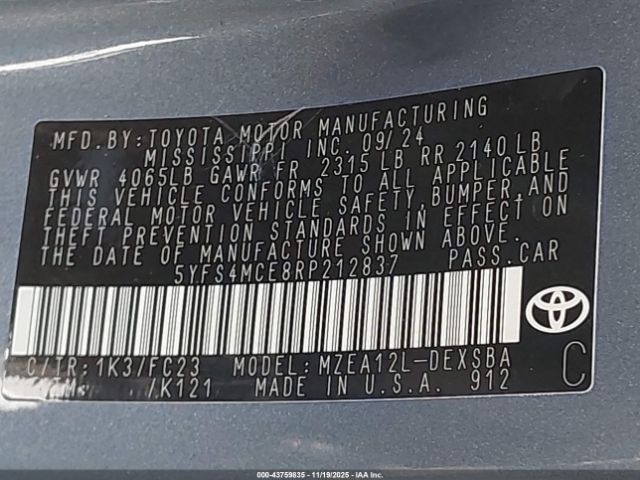 MFD. BY: TOYOTA MOTOR MANUFACTURING
MISSISSIPPI INC. 09/24
GVWR 4065LB GAWR FR 2315 LB RR 2140 LB
THIS VEHICLE CONFORMS TO ALL APPLICABLE
FEDERAL MOTOR VEHICLE SAFETY, BUMPER, AND
THEFT PREVENTION STANDARDS IN EFFECT ON
THE DATE OF MANUFACTURE SHOWN ABOVE.
5YFS4MCE8RP212837 PASS. CAR
C/TR: 1K3/FC23 MODEL: MZEA12L-DEXSBA
/K121 MADE IN U.S.A. 912
C
000-43759835 - 11/19/2025 - IAA Inc.